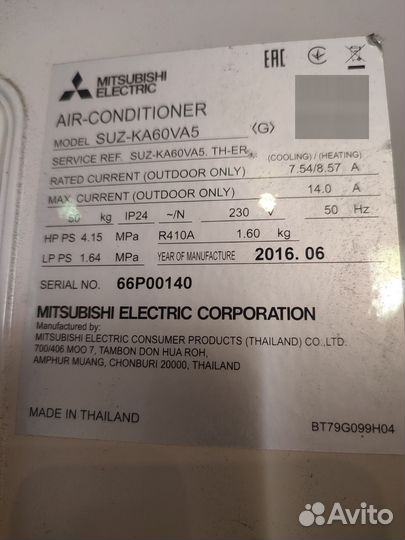 MITSUBISHI
ELECTRIC
EAC
AIR-CONDITIONER
MODEL SUZ-KA60VA5 〈G〉
SERVICE REF. SUZ-KA60VA5. TH-ER (COOLING) / (HEATING)
RATED CURRENT (OUTDOOR ONLY) 7.54/8.57 A
MAX. CURRENT (OUTDOOR ONLY) 14.0 A
50 kg IP24 ~/N 230 V 50 Hz
HP PS 4.15 MPa R410A 1.60 kg
LP PS 1.64 MPa YEAR OF MANUFACTURE 2016. 06
SERIAL NO. 66P00140
MITSUBISHI ELECTRIC CORPORATION
Manufactured by:
MITSUBISHI ELECTRIC CONSUMER PRODUCTS (THAILAND) CO., LTD.
700/406 MOO 7, TAMBON DON HUA ROH,
AMPHUR MUANG, CHONBURI 20000, THAILAND
MADE IN THAILAND
BT79G099H04
Avito